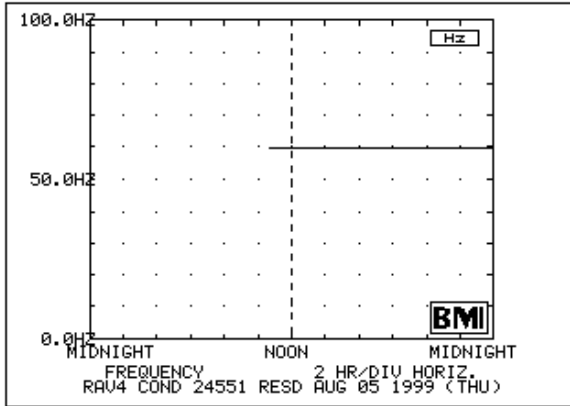 100.0HZ
Hz
50.0HZ
0.0HZ
BMI
MIDNIGHT NOON MIDNIGHT
FREQUENCY 2 HR/DIV HORIZ.
RAV4 COND 24551 RESD AUG 05 1999 (THU)